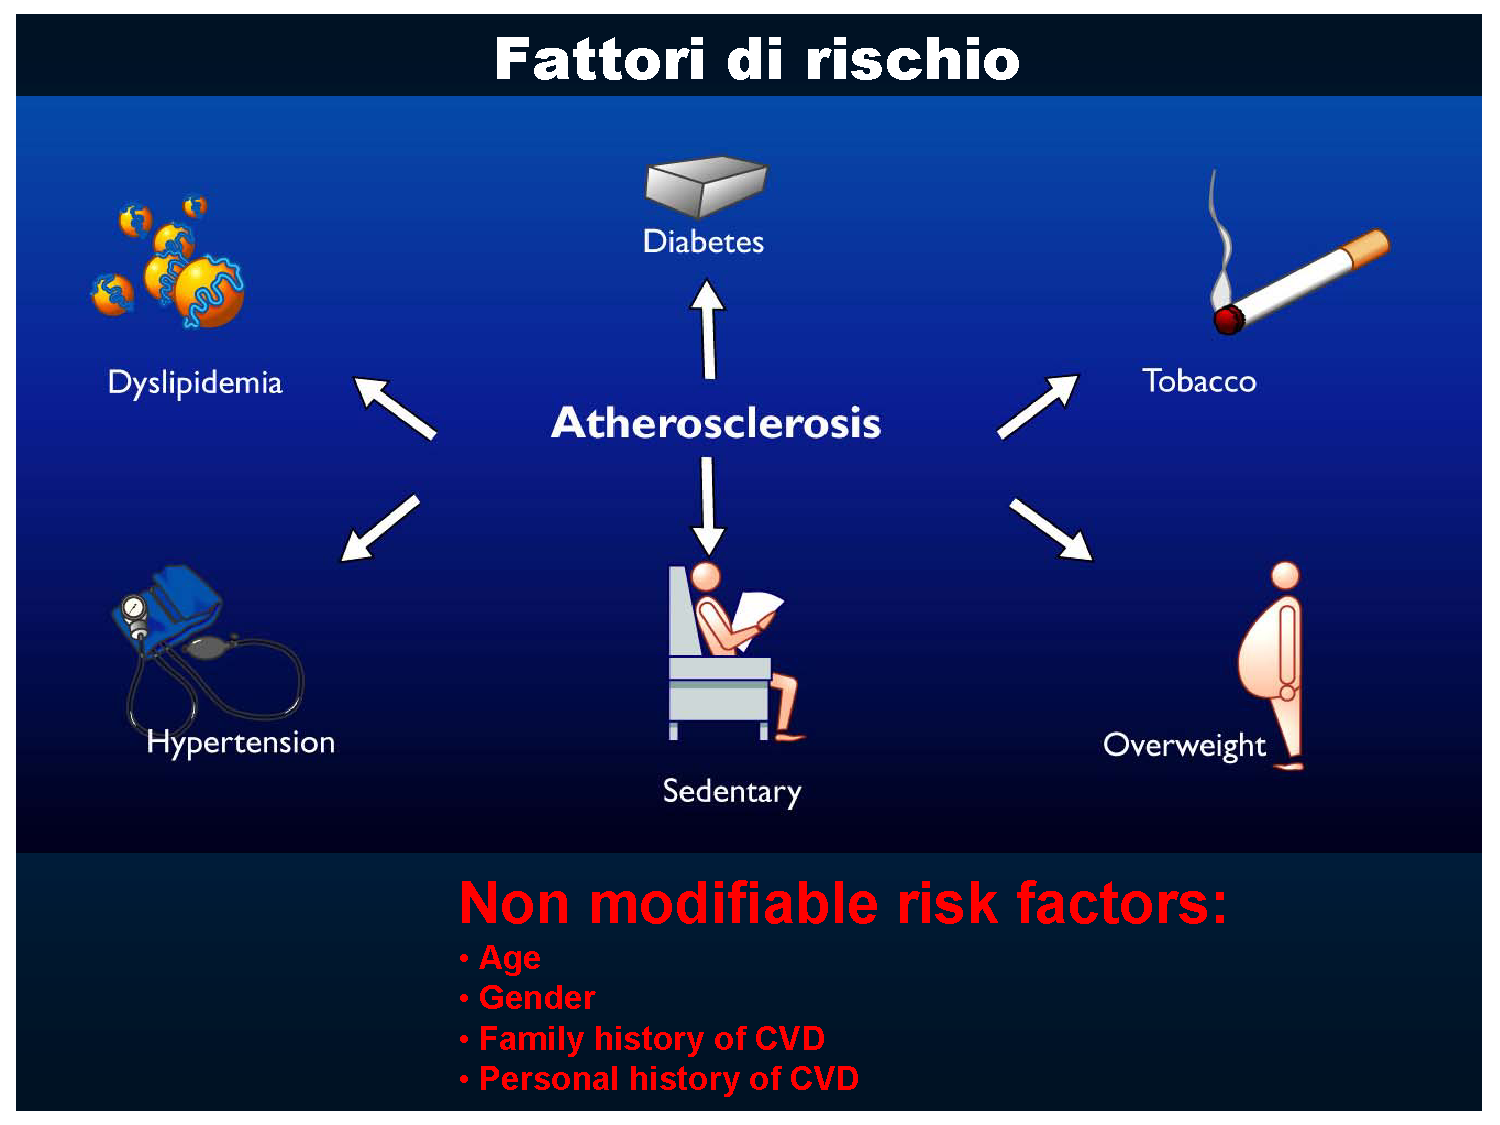 Fattori di rischio
Diabetes
Dyslipidemia
Tobacco
Atherosclerosis
Hypertension
Sedentary
Overweight
Non modifiable risk factors:
• Age
• Gender
• Family history of CVD
• Personal history of CVD